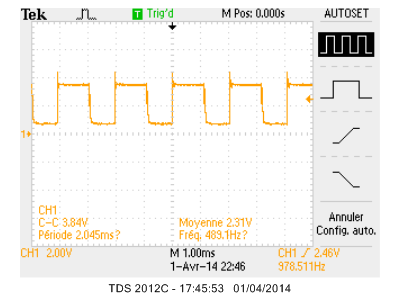 Tek T Trig'd M Pos: 0.000s AUTOSET
1
CH1
C-C 3.84V Moyenne 2.31V
Période 2.045ms? Fréq. 489.1Hz?
Annuler
Config. auto.
CH1 2.00V M 1.00ms CH1 2.46V
1-Avr-14 22:46 978.511Hz
TDS 2012C - 17:45:53 01/04/2014